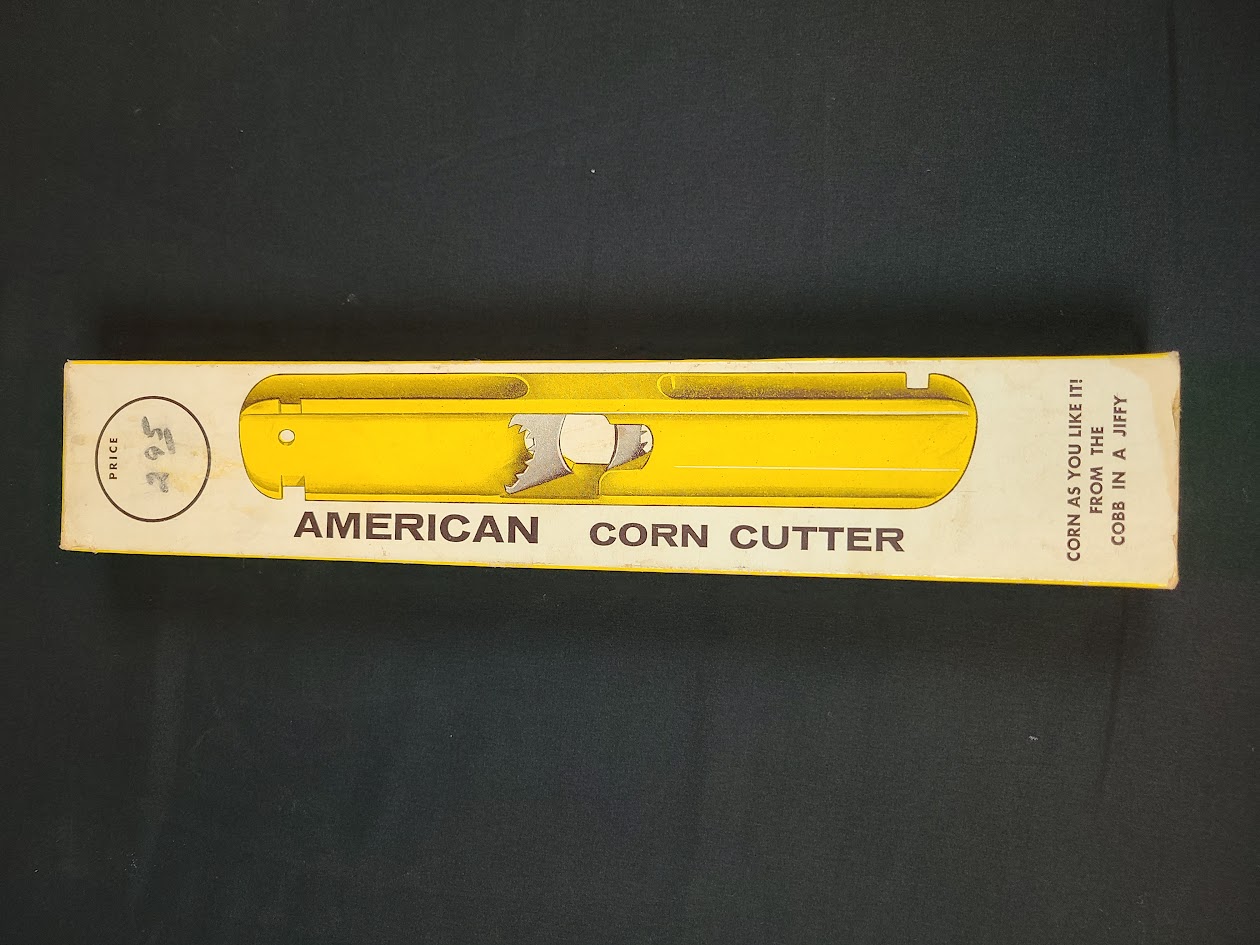 PRICE
295
AMERICAN CORN CUTTER
CORN AS YOU LIKE IT!
FROM THE
COBB IN A JIFFY